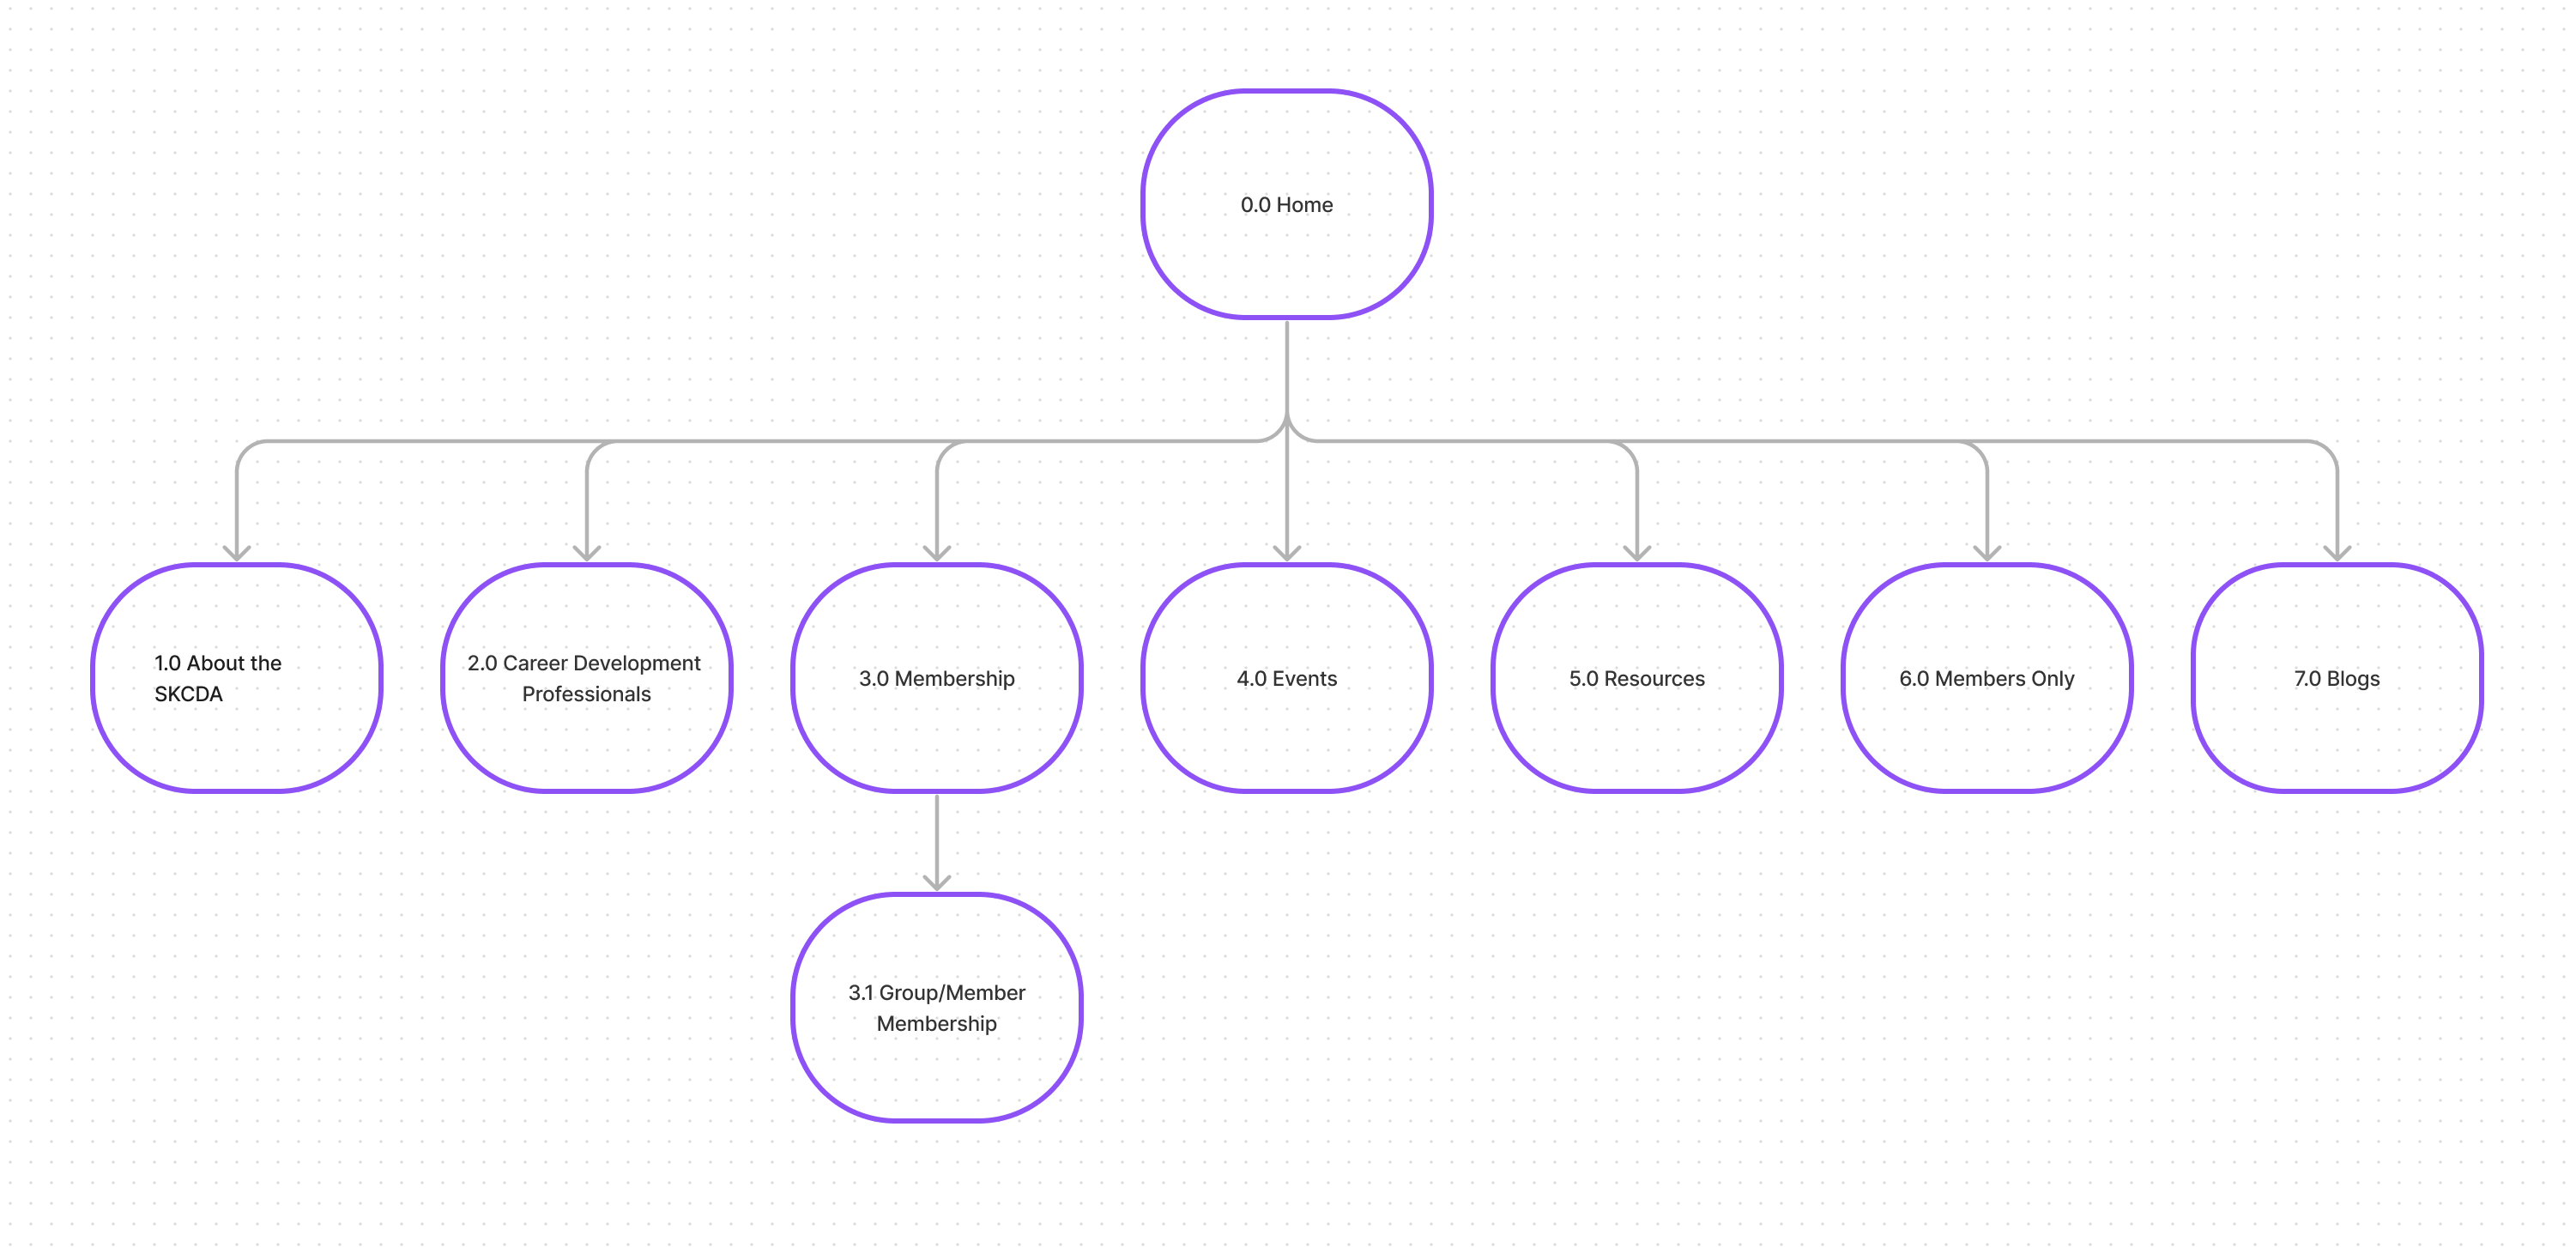 0.0 Home
1.0 About the
SKCDA
2.0 Career Development
Professionals
3.0 Membership
4.0 Events
5.0 Resources
6.0 Members Only
7.0 Blogs
3.1 Group/Member
Membership